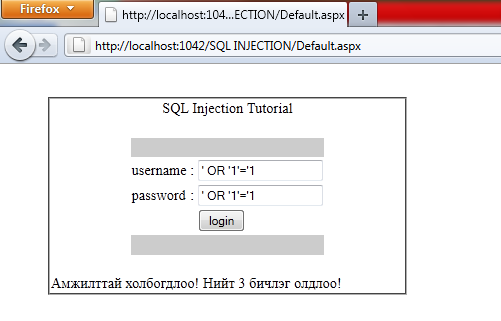 Firefox
http://localhost:104...ECTION/Default.aspx
http://localhost:1042/SQL INJECTION/Default.aspx
SQL Injection Tutorial
username : ' OR '1'='1
password : ' OR '1'='1
login
Амжилттай холбогдлоо! Нийт 3 бичлэг олдлоо!